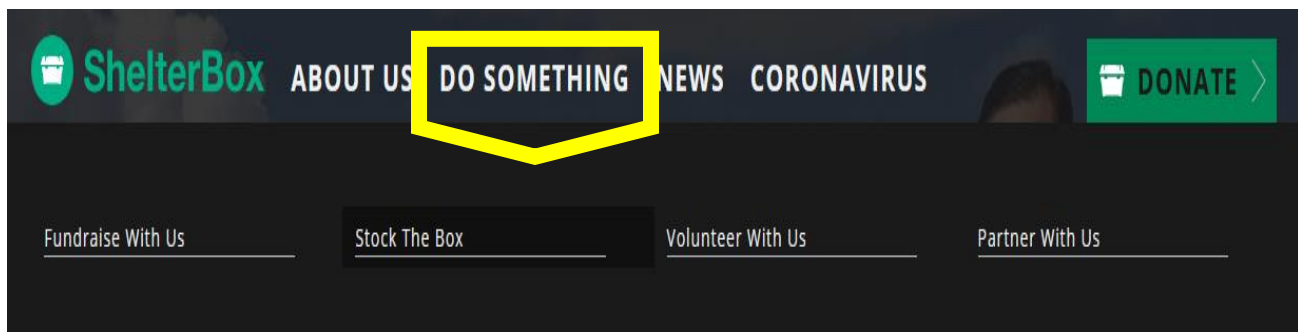 ShelterBox ABOUT US DO SOMETHING NEWS CORONAVIRUS DONATE
Fundraise With Us Stock The Box Volunteer With Us Partner With Us